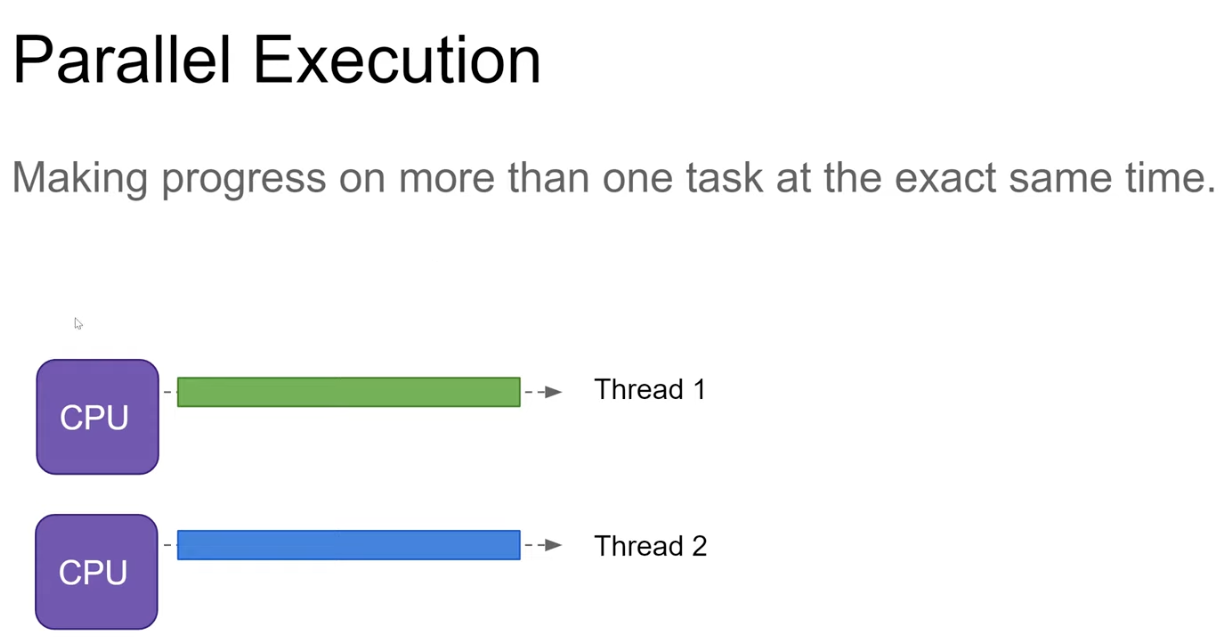 Parallel Execution
Making progress on more than one task at the exact same time.
CPU
Thread 1
CPU
Thread 2